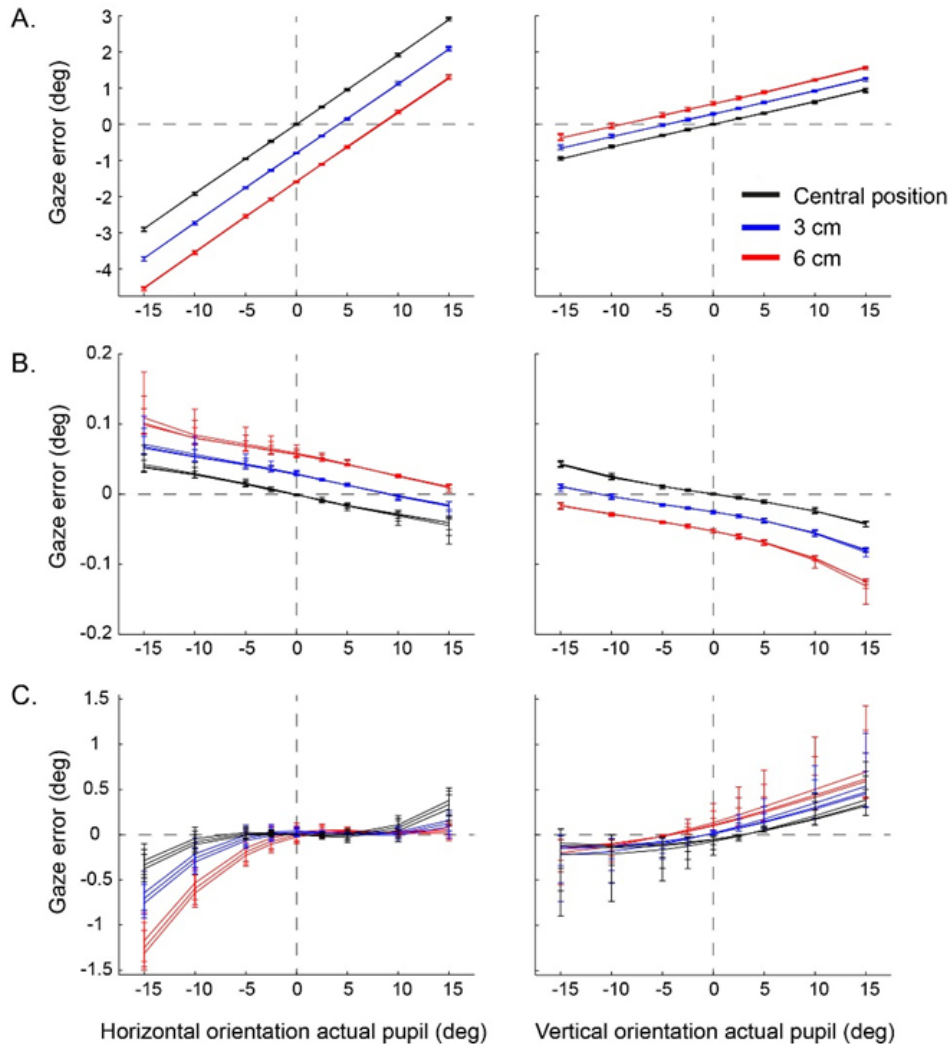 A.
3
2
1
0
-1
-2
-3
-4
Gaze error (deg)
-15 -10 -5 0 5 10 15
-15 -10 -5 0 5 10 15
Central position
3 cm
6 cm
B.
0.2
0.1
0
-0.1
-0.2
Gaze error (deg)
-15 -10 -5 0 5 10 15
-15 -10 -5 0 5 10 15
C.
1.5
1
0.5
0
-0.5
-1
-1.5
Gaze error (deg)
-15 -10 -5 0 5 10 15
-15 -10 -5 0 5 10 15
Horizontal orientation actual pupil (deg)
Vertical orientation actual pupil (deg)